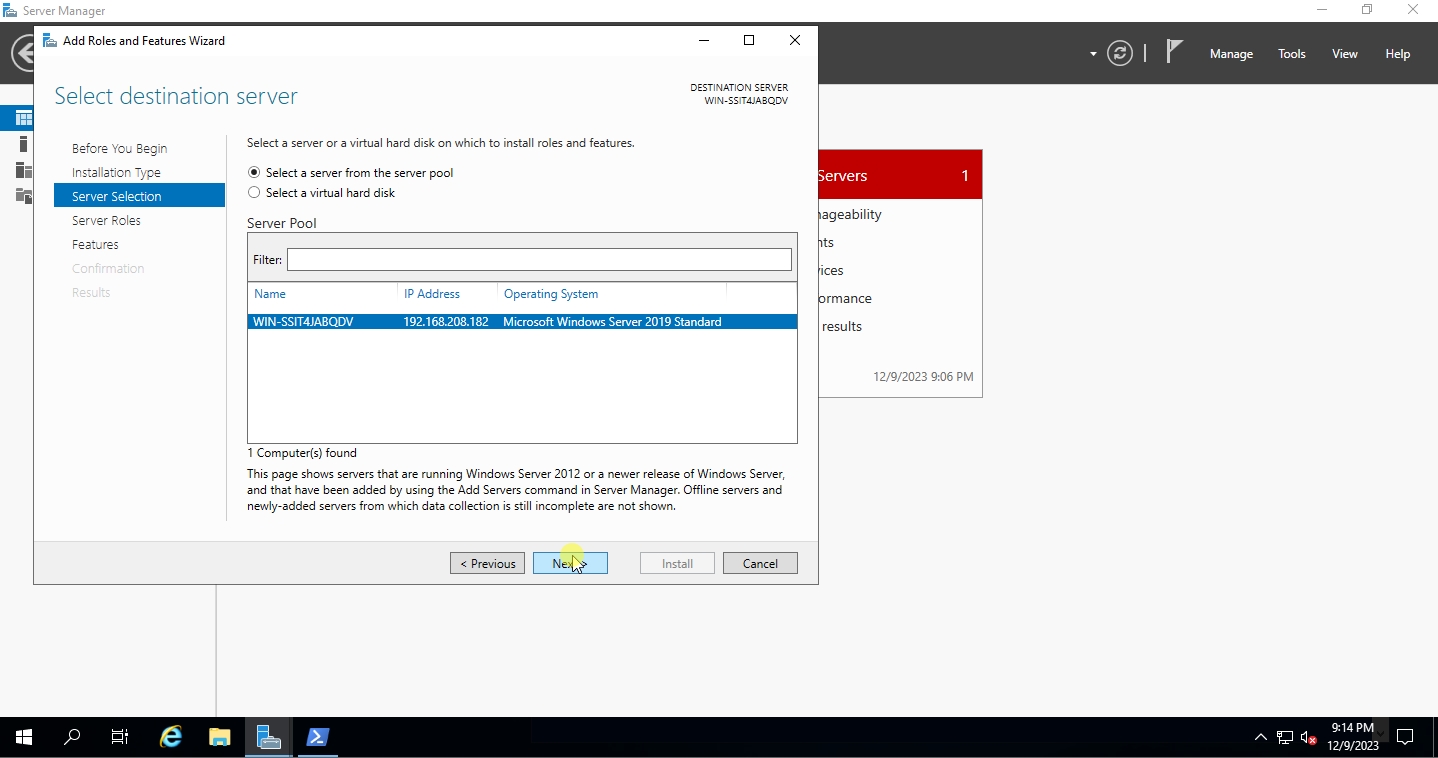 Server Manager
Manage Tools View Help
Add Roles and Features Wizard
Select destination server
DESTINATION SERVER
WIN-SSIT4JABQDV
Before You Begin
Installation Type
Server Selection
Server Roles
Features
Confirmation
Results
Select a server or a virtual hard disk on which to install roles and features.
Select a server from the server pool
Select a virtual hard disk
Server Pool
Filter:
Name IP Address Operating System
WIN-SSIT4JABQDV 192.168.208.182 Microsoft Windows Server 2019 Standard
1 Computer(s) found
This page shows servers that are running Windows Server 2012 or a newer release of Windows Server,
and that have been added by using the Add Servers command in Server Manager. Offline servers and
newly-added servers from which data collection is still incomplete are not shown.
< Previous Next > Install Cancel
Servers 1
nageability
nts
vices
ormance
results
12/9/2023 9:06 PM
9:14 PM
12/9/2023